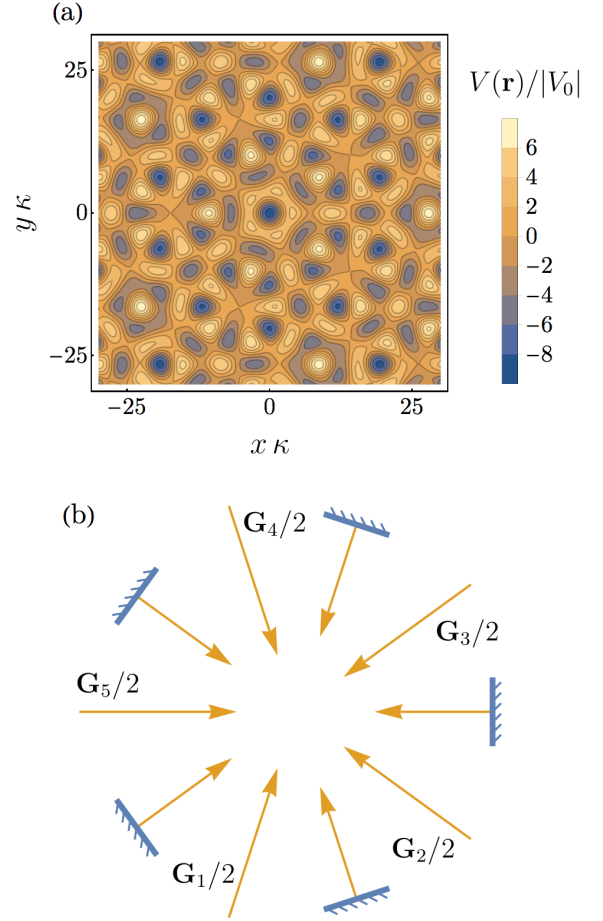 (a)
V(r)/|V₀|
25
0
−25
y κ
−25
0
25
x κ
6
4
2
0
−2
−4
−6
−8
(b)
G₄/2
G₃/2
G₅/2
G₂/2
G₁/2